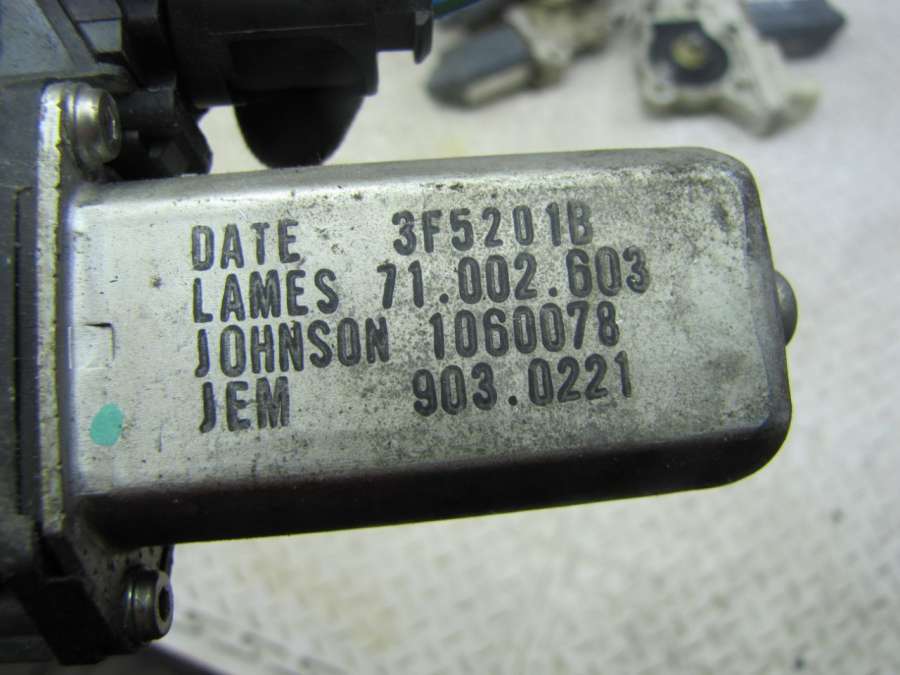 DATE 3F5201B
LAMES 71.002.603
JOHNSON 1060078
JEM 903.0221